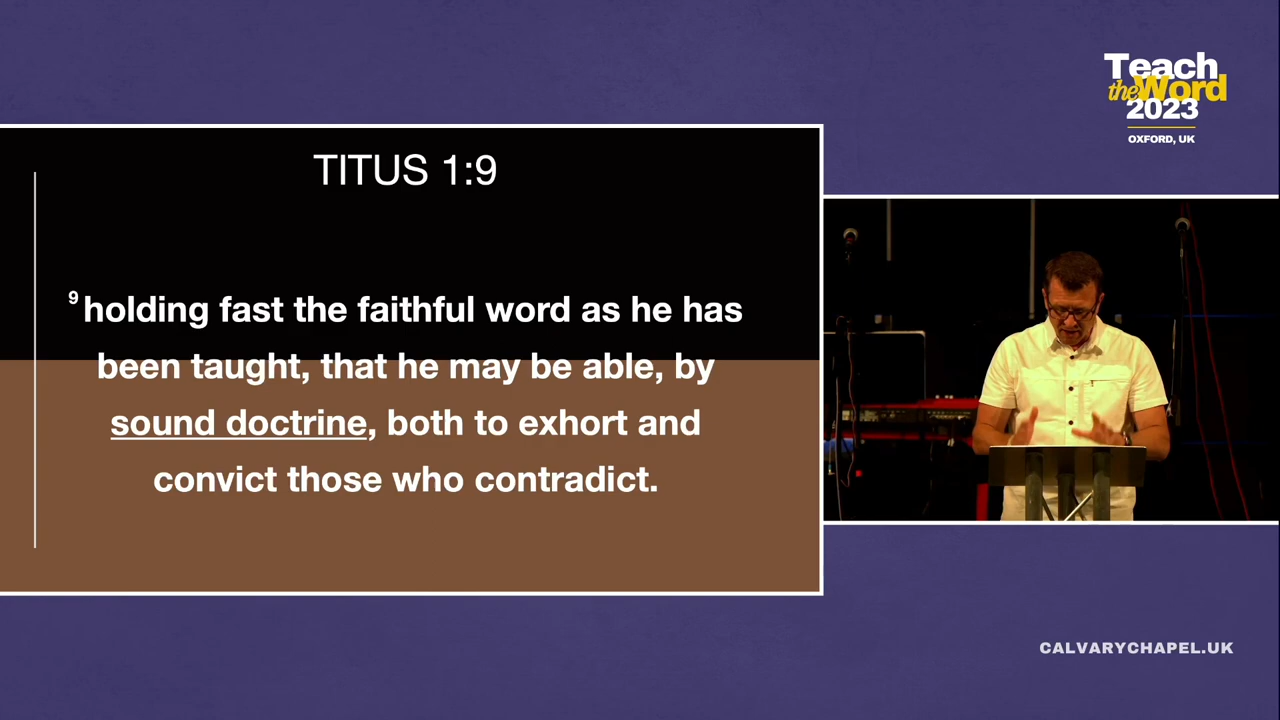 TITUS 1:9
9 holding fast the faithful word as he has
been taught, that he may be able, by
sound doctrine, both to exhort and
convict those who contradict.
Teach
the Word
2023
OXFORD, UK
CALVARYCHAPEL.UK